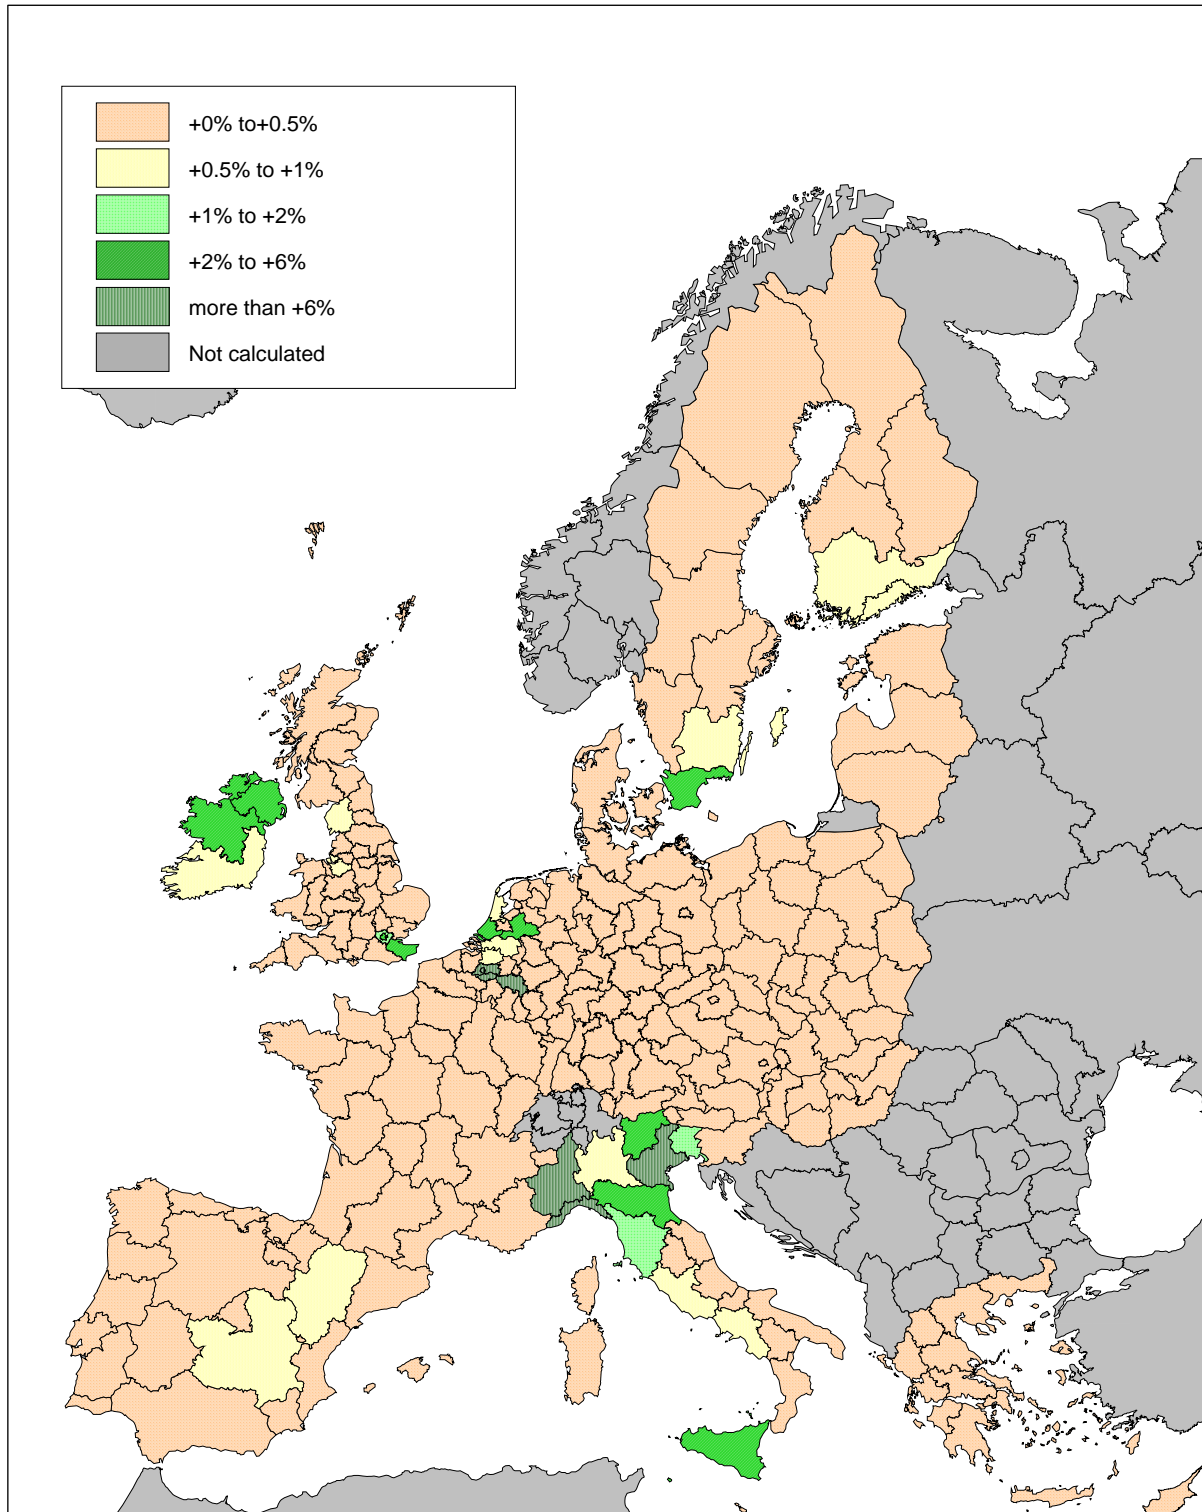 +0% to+0.5%
+0.5% to +1%
+1% to +2%
+2% to +6%
more than +6%
Not calculated